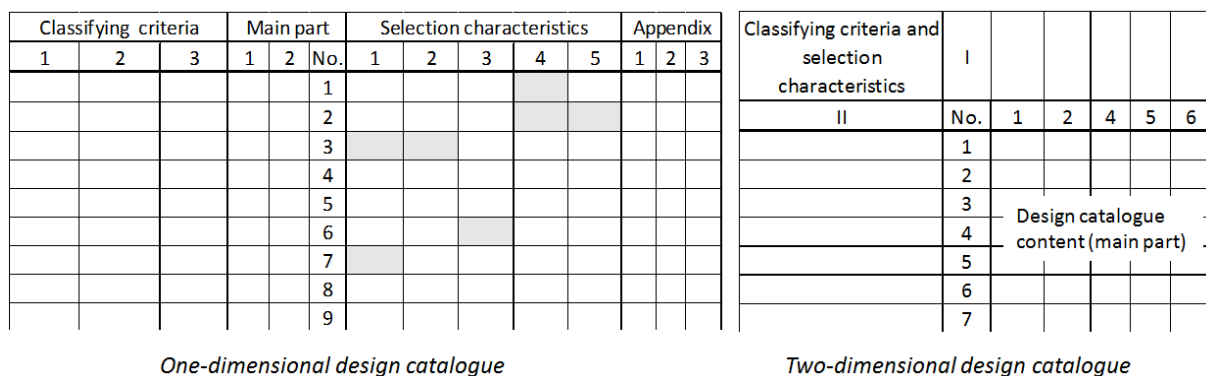 Classifying criteria Main part Selection characteristics Appendix
1 2 3 1 2 No. 1 2 3 4 5 1 2 3
1
2
3
4
5
6
7
8
9
One-dimensional design catalogue
Classifying criteria and
selection
characteristics
I
II No. 1 2 4 5 6
1
2
3
4
5
6
7
Design catalogue
content (main part)
Two-dimensional design catalogue